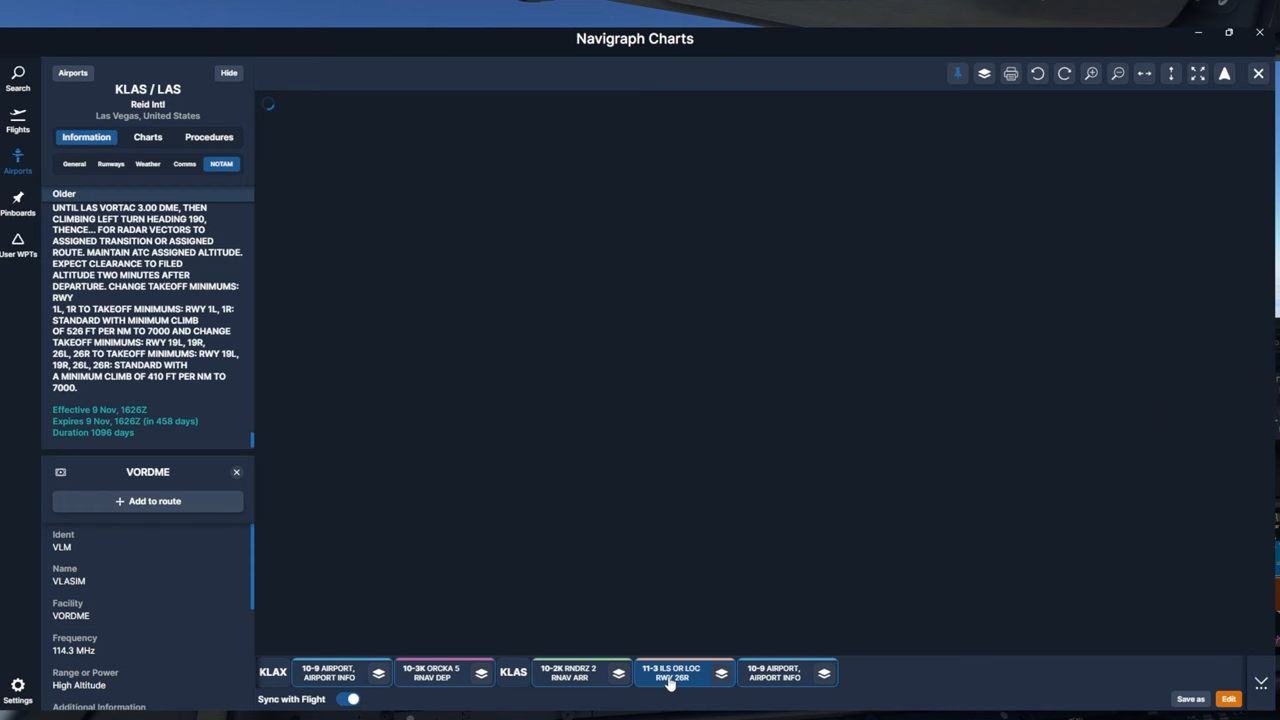 Navigraph Charts
Search
Flights
Airports
Pinboards
User WPTs
Settings
Airports
Hide
KLAS / LAS
Reid Intl
Las Vegas, United States
Information
Charts
Procedures
General
Runways
Weather
Comms
NOTAM
Older
UNTIL LAS VORTAC 3.00 DME, THEN
CLIMBING LEFT TURN HEADING 190,
THENCE... FOR RADAR VECTORS TO
ASSIGNED TRANSITION OR ASSIGNED
ROUTE. MAINTAIN ATC ASSIGNED ALTITUDE.
EXPECT CLEARANCE TO FILED
ALTITUDE TWO MINUTES AFTER
DEPARTURE. CHANGE TAKEOFF MINIMUMS:
RWY
1L, 1R TO TAKEOFF MINIMUMS: RWY 1L, 1R:
STANDARD WITH MINIMUM CLIMB
OF 526 FT PER NM TO 7000 AND CHANGE
TAKEOFF MINIMUMS: RWY 19L, 19R,
26L, 26R TO TAKEOFF MINIMUMS: RWY 19L,
19R, 26L, 26R: STANDARD WITH
A MINIMUM CLIMB OF 410 FT PER NM TO
7000.
Effective 9 Nov, 1626Z
Expires 9 Nov, 1626Z (in 458 days)
Duration 1096 days
VORDME
+ Add to route
Ident
VLM
Name
VLASIM
Facility
VORDME
Frequency
114.3 MHz
Range or Power
High Altitude
Additional Information
KLAX
10-9 AIRPORT,
AIRPORT INFO
10-3K ORCKA 5
RNAV DEP
KLAS
10-2K RNDRZ 2
RNAV ARR
11-3 ILS OR LOC
RWY 26R
10-9 AIRPORT,
AIRPORT INFO
Sync with Flight
Save as
Edit